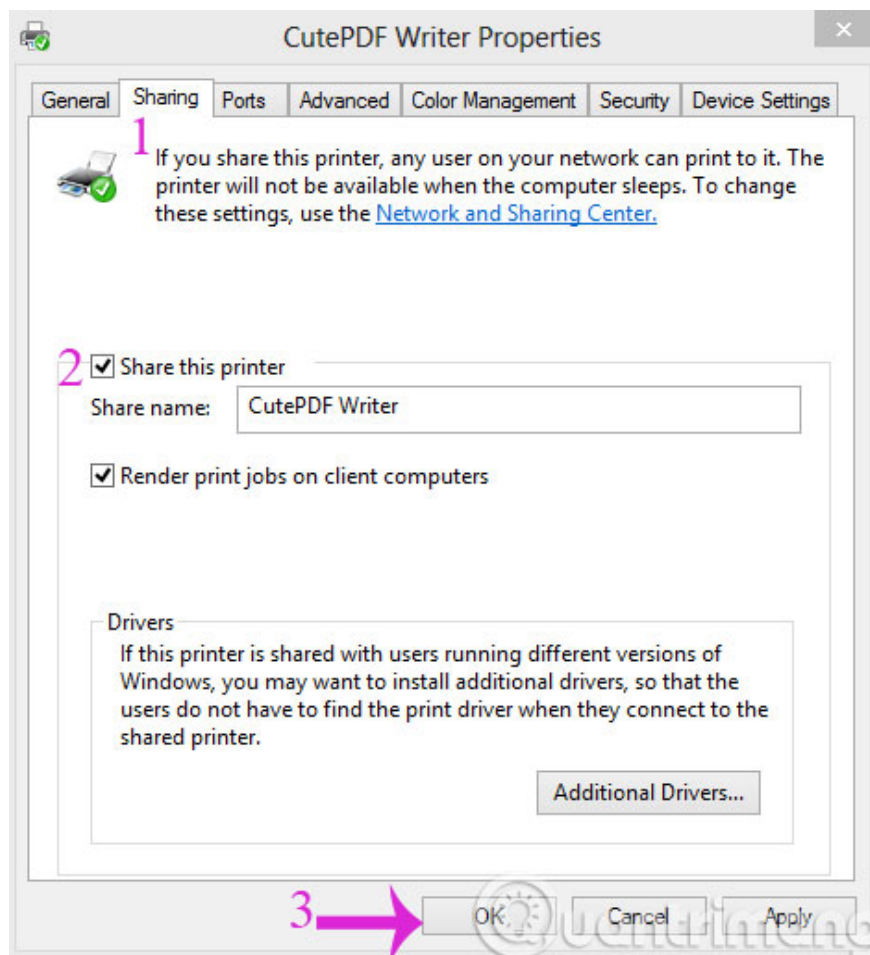 CutePDF Writer Properties
General Sharing Ports Advanced Color Management Security Device Settings
1
If you share this printer, any user on your network can print to it. The
printer will not be available when the computer sleeps. To change
these settings, use the Network and Sharing Center.
2 Share this printer
Share name: CutePDF Writer
Render print jobs on client computers
Drivers
If this printer is shared with users running different versions of
Windows, you may want to install additional drivers, so that the
users do not have to find the print driver when they connect to the
shared printer.
Additional Drivers...
3 OK Cancel Apply
uantrimang